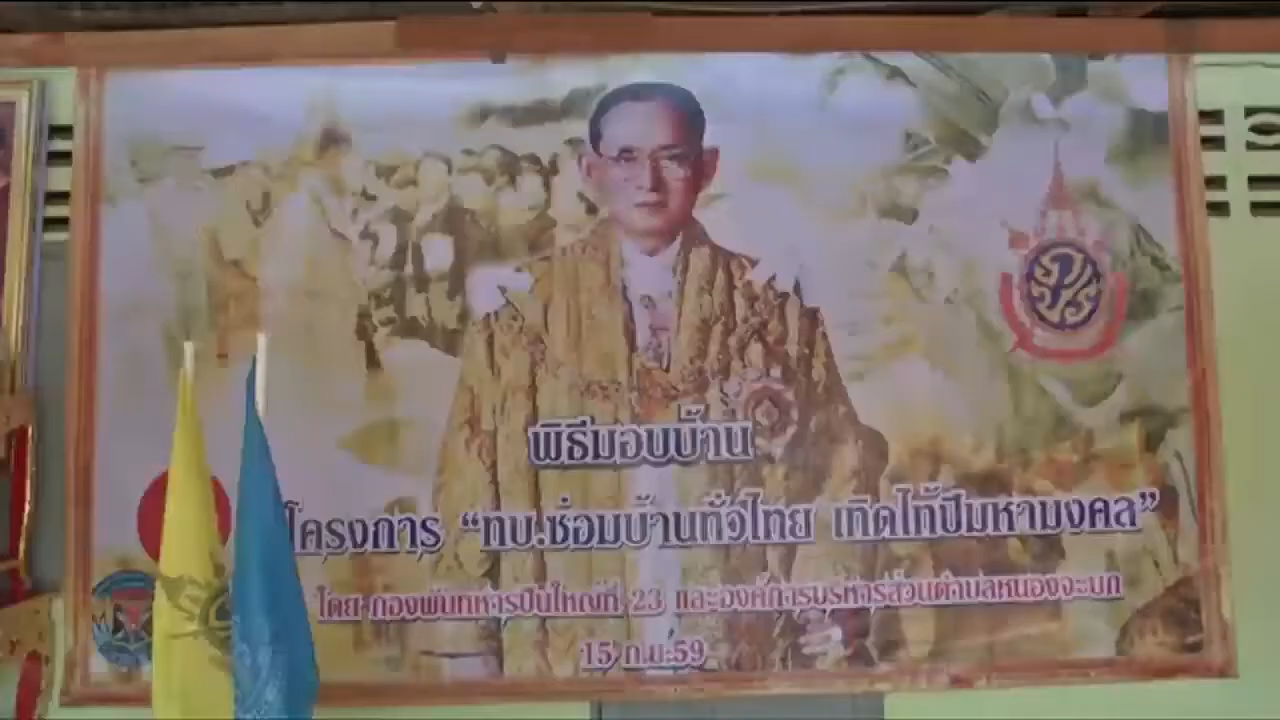 พิธีมอบบ้าน
โครงการ “ทบ.ซ่อมบ้านทั่วไทย เทิดไท้ปีมหามงคล”
โดย กองพันทหารปืนใหญ่ที่ 23 และองค์การบริหารส่วนตำบลหนองจะบก
15 ก.ย. 59